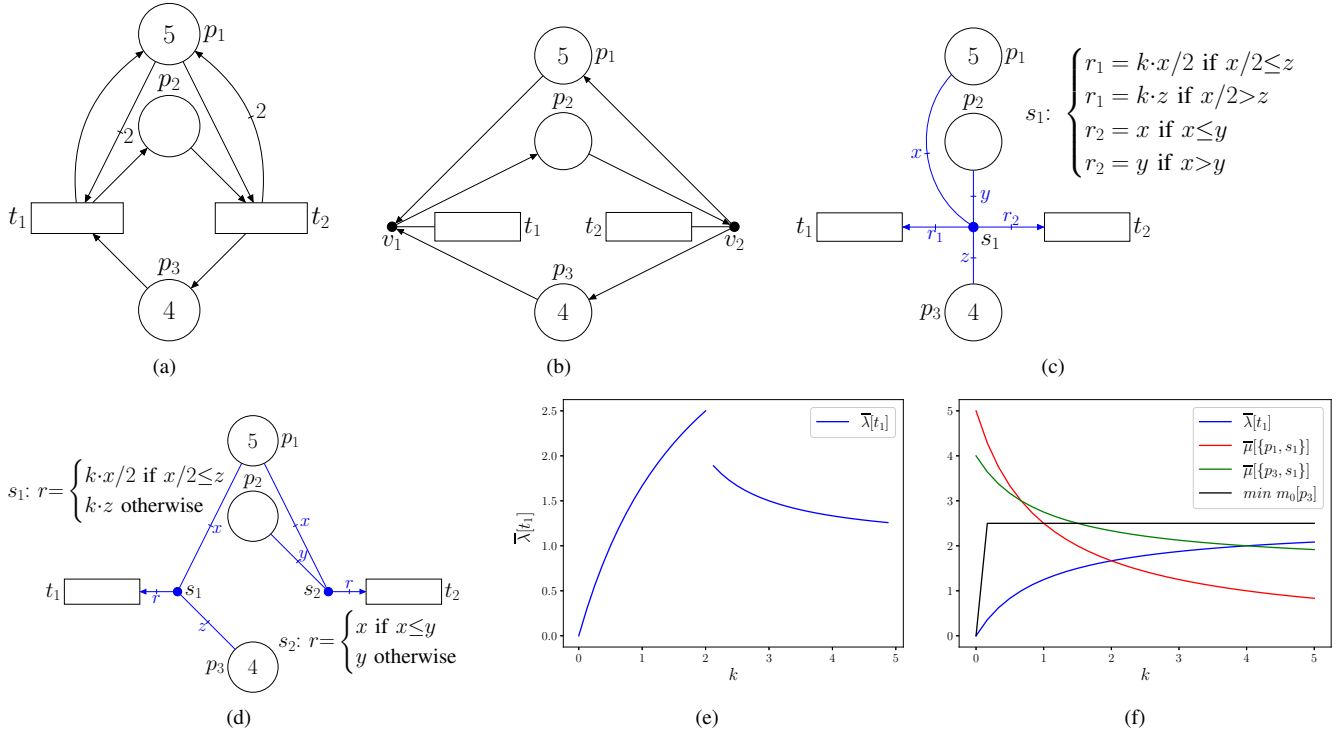 5 p₁
p₂
2
2
t₁ t₂
p₃
4
(a)
5 p₁
p₂
t₁ t₂
v₁ v₂
p₃
4
(b)
5
p₁
p₂
x
y
t₁ r₁ s₁ r₂ t₂
z
p₃ 4
s₁: { r₁ = k·x/2 if x/2≤z
r₁ = k·z if x/2>z
r₂ = x if x≤y
r₂ = y if x>y
(c)
5 p₁
s₁: r= { k·x/2 if x/2≤z
k·z otherwise
p₂
x x
y
t₁ r s₁ s₂ r t₂
z
s₂: r= { x if x≤y
y otherwise
p₃ 4
(d)
λ̅[t₁]
2.5
2.0
1.5
1.0
0.5
0.0
λ̅[t₁]
0 1 2 3 4 5
k
(e)
λ̅[t₁]
μ̅[{p₁, s₁}]
μ̅[{p₃, s₁}]
min m₀[p₃]
5
4
3
2
1
0
0 1 2 3 4 5
k
(f)